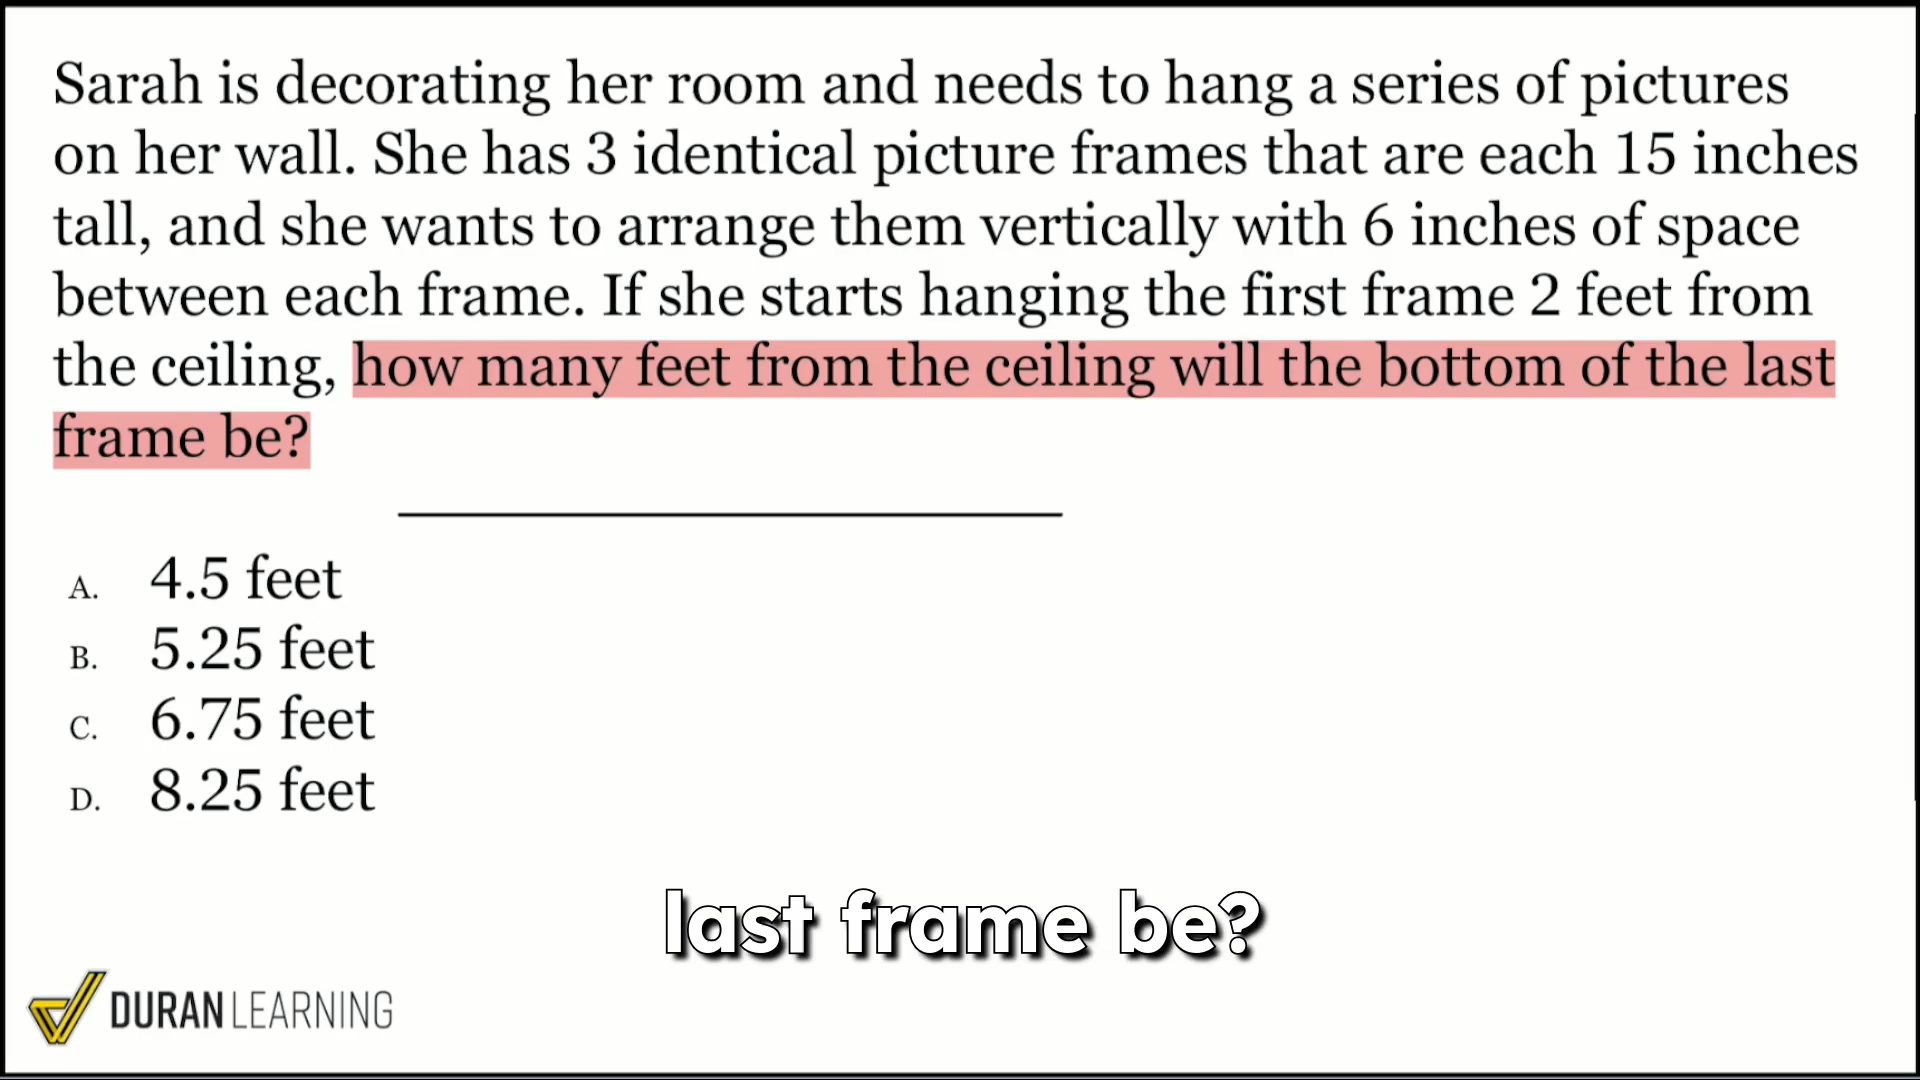 Sarah is decorating her room and needs to hang a series of pictures
on her wall. She has 3 identical picture frames that are each 15 inches
tall, and she wants to arrange them vertically with 6 inches of space
between each frame. If she starts hanging the first frame 2 feet from
the ceiling, how many feet from the ceiling will the bottom of the last
frame be?
A. 4.5 feet
B. 5.25 feet
C. 6.75 feet
D. 8.25 feet
last frame be?
DURAN LEARNING